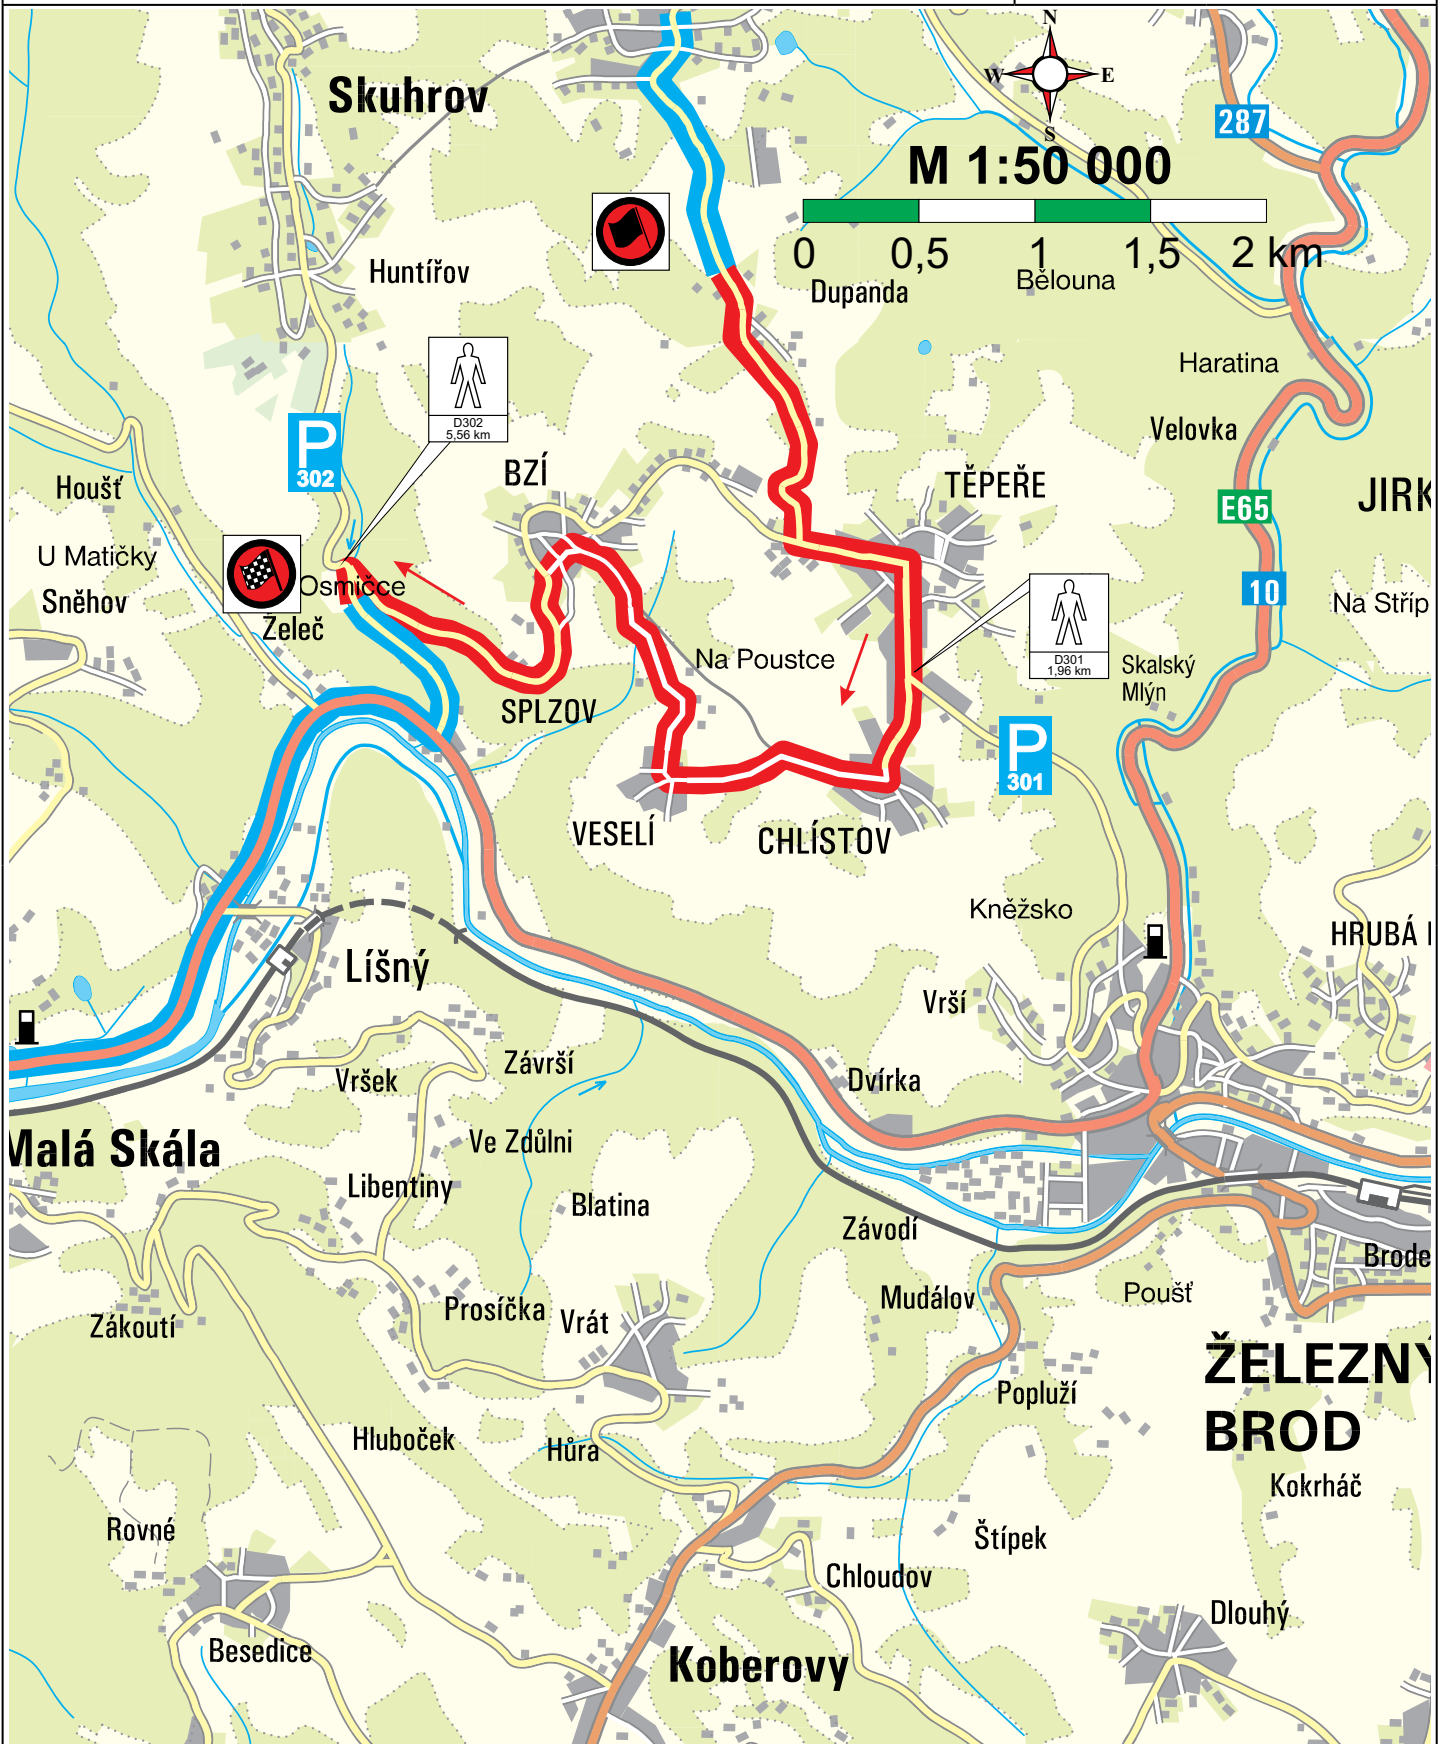 N
W E
S
Skuhrov
287
M 1:50 000
0 0,5 1 1,5 2 km
Huntířov
Dupanda
Bělouna
Haratina
D302
5,56 km
P
302
Velovka
BZÍ
TĚPEŘE
Houšť
JIRK
E65
U Matičky
Osmičce
Sněhov
10
Na Stříp
Želeč
Na Poustce
D301
1,96 km
Skalský
Mlýn
SPLZOV
P
301
VESELÍ
CHLÍSTOV
Kněžsko
HRUBÁ
Líšný
Vrší
Závrší
Vršek
Dvírka
Malá Skála
Ve Zdůlni
Libentiny
Blatina
Závodí
Brode
Zákoutí
Prosíčka
Vrát
Mudálov
Poušť
ŽELEZNÝ
BROD
Popluží
Hluboček
Hůra
Kokrháč
Rovné
Štípek
Chloudov
Dlouhý
Besedice
Koberovy